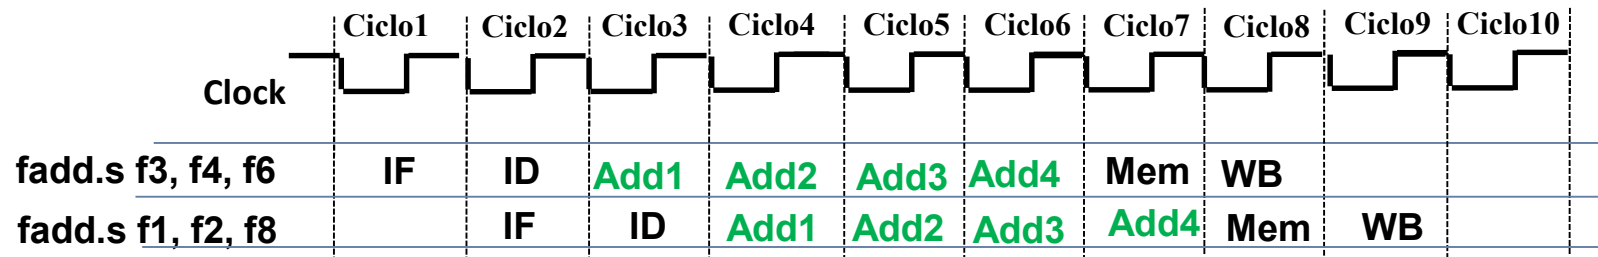 Ciclo1 Ciclo2 Ciclo3 Ciclo4 Ciclo5 Ciclo6 Ciclo7 Ciclo8 Ciclo9 Ciclo10
Clock
fadd.s f3, f4, f6 IF ID Add1 Add2 Add3 Add4 Mem WB
fadd.s f1, f2, f8 IF ID Add1 Add2 Add3 Add4 Mem WB